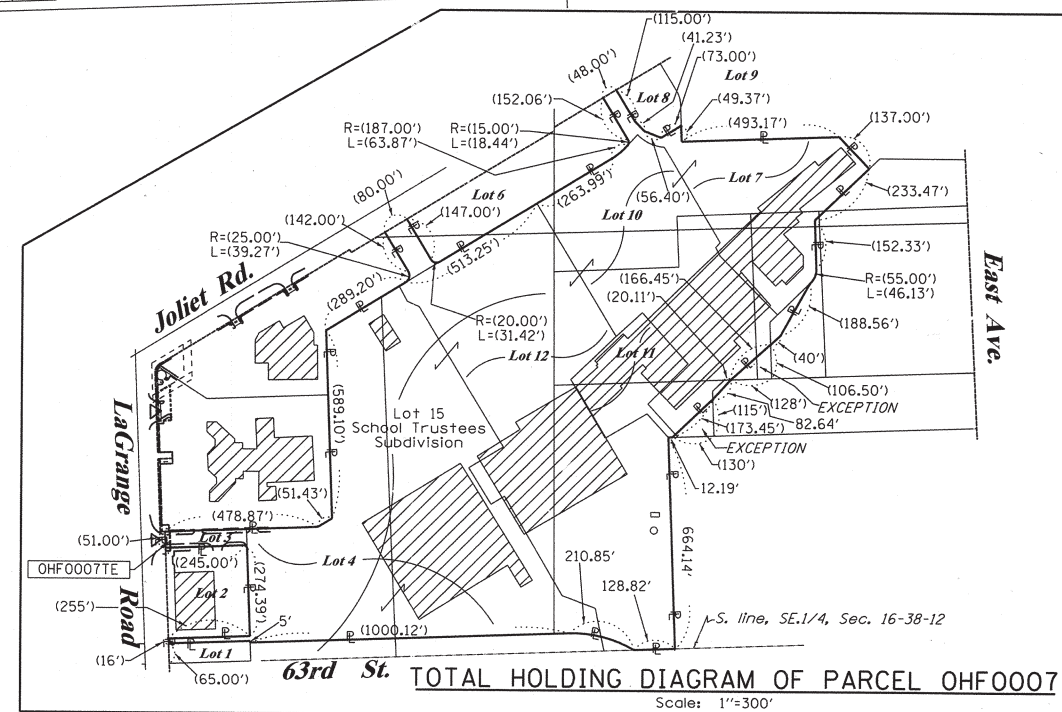 (115.00')
(41.23')
(73.00')
Lot 9
(48.00')
Lot 8
(152.06')
(49.37')
(493.17')
(137.00')
R=(187.00')
L=(63.87')
R=(15.00')
L=(18.44')
(80.00')
Lot 6
(263.99')
(56.40')
Lot 7
(233.47')
(142.00')
(147.00')
Lot 10
R=(25.00')
L=(39.27')
(513.25')
(152.33')
Joliet Rd.
(289.20')
(166.45')
(20.11')
R=(55.00')
L=(46.13')
East Ave.
R=(20.00')
L=(31.42')
(188.56')
Lot 12
Lot 11
(40')
(106.50')
LaGrange
Road
(589.10')
Lot 15
School Trustees
Subdivision
(128')
EXCEPTION
(115')
82.64'
(173.45')
EXCEPTION
(130')
12.19'
(51.43')
(478.87')
(51.00')
Lot 3
OHF0007TE
(245.00')
Lot 4
(274.39')
664.14'
Lot 2
210.85'
128.82'
(255')
S. line, SE.1/4, Sec. 16-38-12
5'
(1000.12')
(16')
Lot 1
(65.00')
63rd St.
TOTAL HOLDING DIAGRAM OF PARCEL OHF0007
Scale: 1"=300'